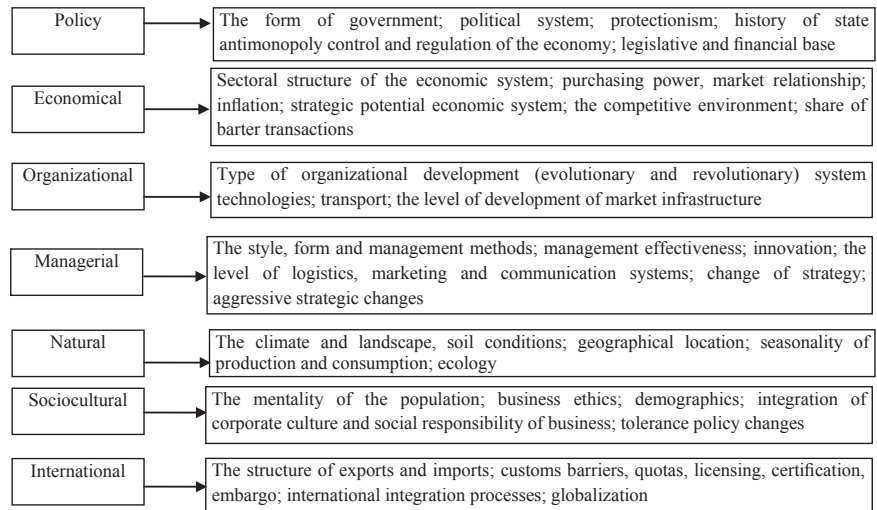 Policy
The form of government; political system; protectionism; history of state
antimonopoly control and regulation of the economy; legislative and financial base
Economical
Sectoral structure of the economic system; purchasing power, market relationship;
inflation; strategic potential economic system; the competitive environment; share of
barter transactions
Organizational
Type of organizational development (evolutionary and revolutionary) system
technologies; transport; the level of development of market infrastructure
Managerial
The style, form and management methods; management effectiveness; innovation; the
level of logistics, marketing and communication systems; change of strategy;
aggressive strategic changes
Natural
The climate and landscape, soil conditions; geographical location; seasonality of
production and consumption; ecology
Sociocultural
The mentality of the population; business ethics; demographics; integration of
corporate culture and social responsibility of business; tolerance policy changes
International
The structure of exports and imports; customs barriers, quotas, licensing, certification,
embargo; international integration processes; globalization